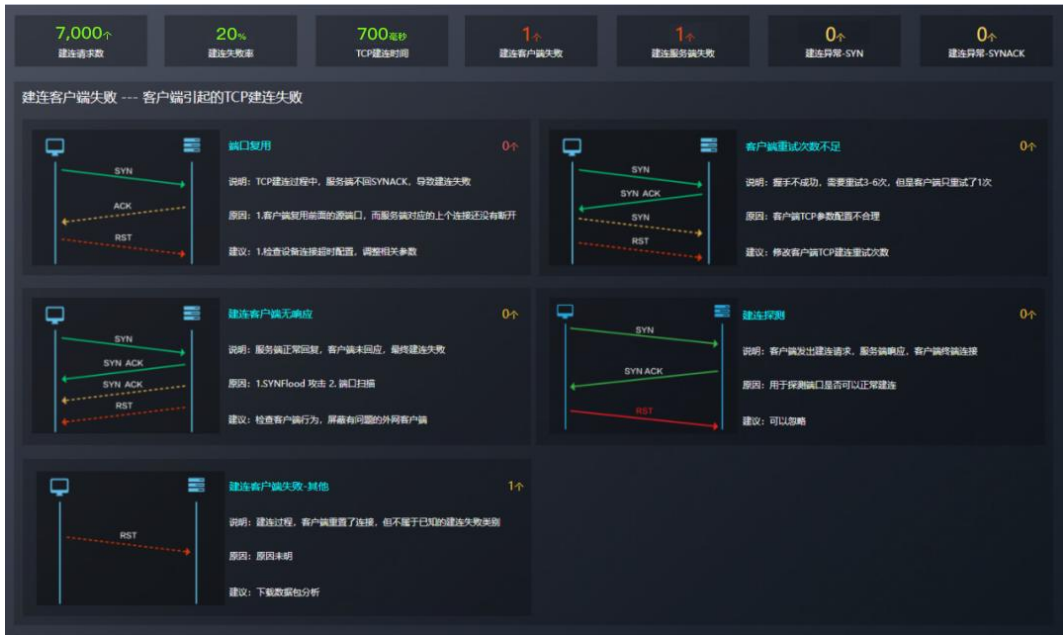 7,000个
建连请求数
20%
建连失败率
700毫秒
TCP建连时间
1个
建连客户端失败
1个
建连服务端失败
0个
建连异常-SYN
0个
建连异常-SYNACK
建连客户端失败 --- 客户端引起的TCP建连失败
端口复用
0个
SYN
ACK
RST
说明：TCP建连过程中，服务端不回SYNACK，导致建连失败
原因：1.客户端复用前面的源端口，而服务端对应的上个连接还没有断开
建议：1.检查设备连接超时配置，调整相关参数
客户端重试次数不足
0个
SYN
SYN ACK
SYN
RST
说明：握手不成功，需要重试3-6次，但是客户端只重试了1次
原因：客户端TCP参数配置不合理
建议：修改客户端TCP建连重试次数
建连客户端无响应
0个
SYN
SYN ACK
SYN ACK
RST
说明：服务端正常回复，客户端未回应，最终建连失败
原因：1.SYNFlood 攻击 2. 端口扫描
建议：检查客户端行为，屏蔽有问题的外网客户端
建连探测
0个
SYN
SYN ACK
RST
说明：客户端发出建连请求，服务端响应，客户终端连接
原因：用于探测端口是否可以正常建连
建议：可以忽略
建连客户端失败-其他
1个
RST
说明：建连过程，客户端重置了连接，但不属于已知的建连失败类别
原因：原因未明
建议：下载数据包分析